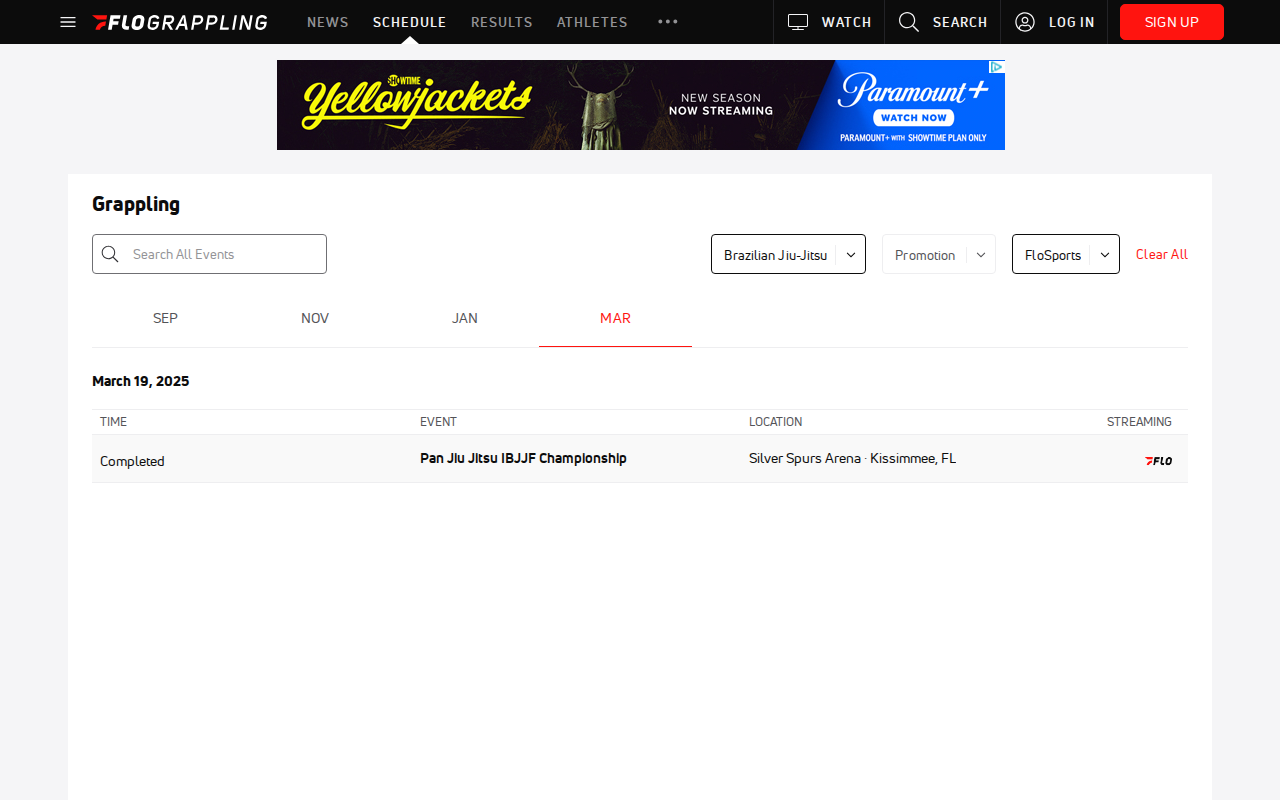 FLOGRAPPLING NEWS SCHEDULE RESULTS ATHLETES WATCH SEARCH LOG IN SIGN UP
SHOWTIME
Yellowjackets
NEW SEASON
NOW STREAMING
Paramount+
WATCH NOW
PARAMOUNT+ WITH SHOWTIME PLAN ONLY
Grappling
Search All Events
Brazilian Jiu-Jitsu
Promotion
FloSports
Clear All
SEP NOV JAN MAR
March 19, 2025
TIME EVENT LOCATION STREAMING
Completed Pan Jiu Jitsu IBJJF Championship Silver Spurs Arena · Kissimmee, FL FLO